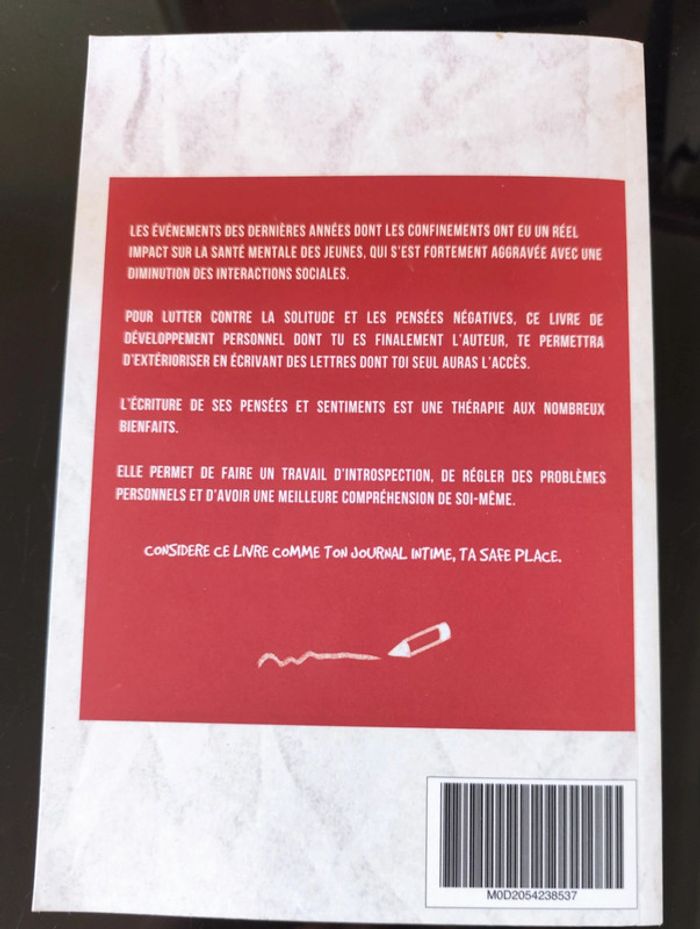 LES ÉVÉNEMENTS DES DERNIÈRES ANNÉES DONT LES CONFINEMENTS ONT EU UN RÉEL
IMPACT SUR LA SANTÉ MENTALE DES JEUNES, QUI S'EST FORTEMENT AGGRAVÉE AVEC UNE
DIMINUTION DES INTERACTIONS SOCIALES.
POUR LUTTER CONTRE LA SOLITUDE ET LES PENSÉES NÉGATIVES, CE LIVRE DE
DÉVELOPPEMENT PERSONNEL DONT TU ES FINALEMENT L'AUTEUR, TE PERMETTRA
D'EXTÉRIORISER EN ÉCRIVANT DES LETTRES DONT TOI SEUL AURAS L'ACCÈS.
L'ÉCRITURE DE SES PENSÉES ET SENTIMENTS EST UNE THÉRAPIE AUX NOMBREUX
BIENFAITS.
ELLE PERMET DE FAIRE UN TRAVAIL D'INTROSPECTION, DE RÉGLER DES PROBLÈMES
PERSONNELS ET D'AVOIR UNE MEILLEURE COMPRÉHENSION DE SOI-MÊME.
CONSIDERE CE LIVRE COMME TON JOURNAL INTIME, TA SAFE PLACE.
M0D2054238537